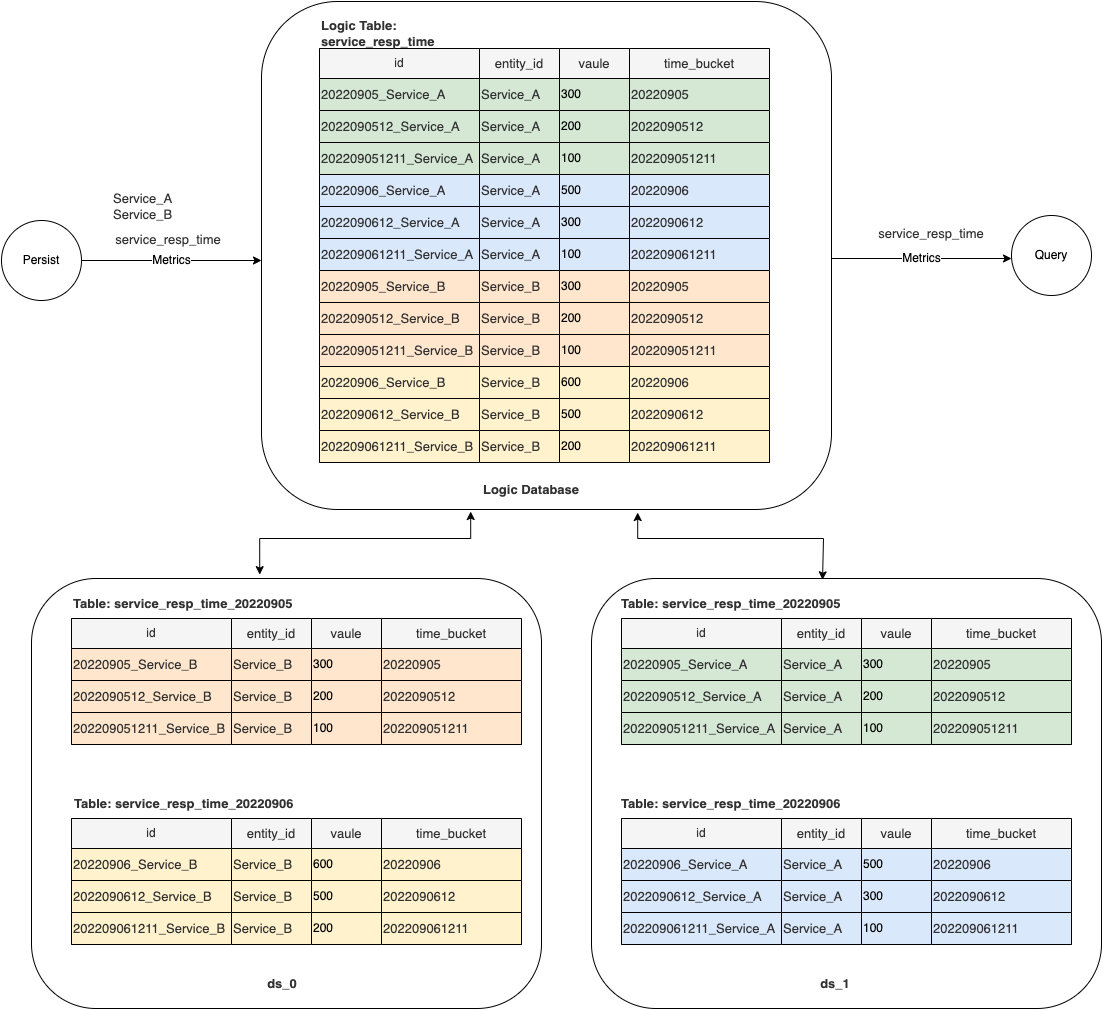 Logic Table:
service_resp_time
id entity_id vaule time_bucket
20220905_Service_A Service_A 300 20220905
2022090512_Service_A Service_A 200 2022090512
202209051211_Service_A Service_A 100 202209051211
20220906_Service_A Service_A 500 20220906
2022090612_Service_A Service_A 300 2022090612
202209061211_Service_A Service_A 100 202209061211
20220905_Service_B Service_B 300 20220905
2022090512_Service_B Service_B 200 2022090512
202209051211_Service_B Service_B 100 202209051211
20220906_Service_B Service_B 600 20220906
2022090612_Service_B Service_B 500 2022090612
202209061211_Service_B Service_B 200 202209061211
Logic Database
Persist
Service_A
Service_B
service_resp_time
Metrics
service_resp_time
Metrics
Query
Table: service_resp_time_20220905
id entity_id vaule time_bucket
20220905_Service_B Service_B 300 20220905
2022090512_Service_B Service_B 200 2022090512
202209051211_Service_B Service_B 100 202209051211
Table: service_resp_time_20220906
id entity_id vaule time_bucket
20220906_Service_B Service_B 600 20220906
2022090612_Service_B Service_B 500 2022090612
202209061211_Service_B Service_B 200 202209061211
ds_0
Table: service_resp_time_20220905
id entity_id vaule time_bucket
20220905_Service_A Service_A 300 20220905
2022090512_Service_A Service_A 200 2022090512
202209051211_Service_A Service_A 100 202209051211
Table: service_resp_time_20220906
id entity_id vaule time_bucket
20220906_Service_A Service_A 500 20220906
2022090612_Service_A Service_A 300 2022090612
202209061211_Service_A Service_A 100 202209061211
ds_1